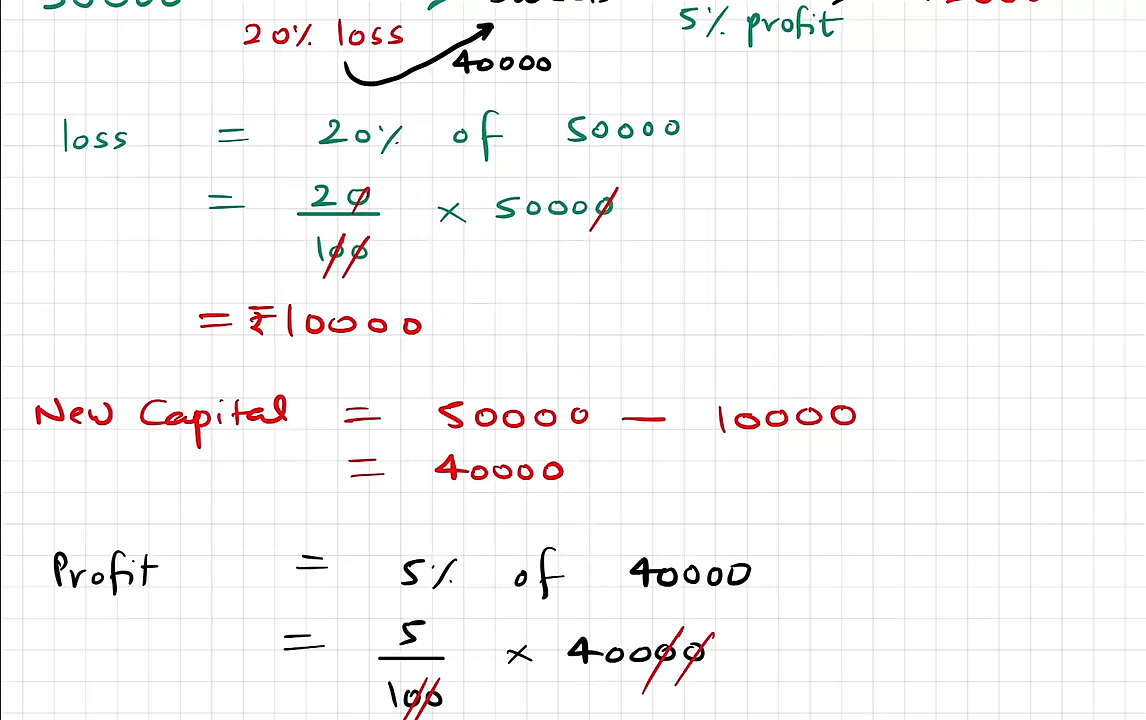 20% loss
5% profit
40000
loss = 20% of 50000
= 20/100 × 50000
= ₹10000
New Capital = 50000 — 10000
= 40000
Profit = 5% of 40000
= 5/100 × 40000